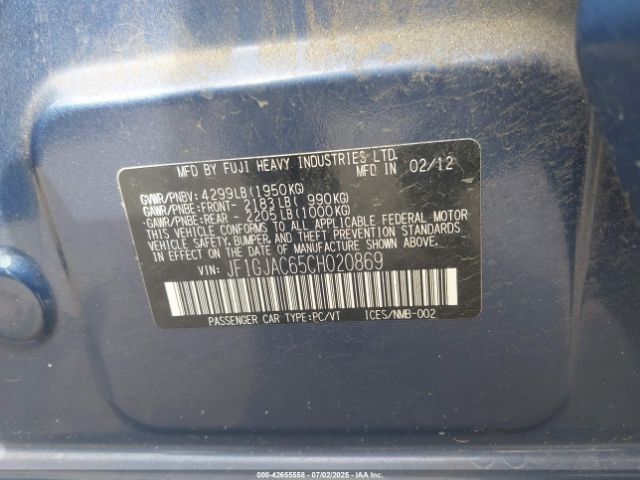 MFD BY FUJI HEAVY INDUSTRIES LTD.
MFD IN 02/12
GVWR/PNBV: 4299LB(1950KG)
GAWR/PNBE:FRONT- 2183LB( 990KG)
GAWR/PNBE:REAR - 2205LB(1000KG)
THIS VEHICLE CONFORMS TO ALL APPLICABLE FEDERAL MOTOR
VEHICLE SAFETY, BUMPER, AND THEFT PREVENTION STANDARDS
IN EFFECT ON THE DATE OF MANUFACTURE SHOWN ABOVE.
VIN: JF1GJAC65CH020869
PASSENGER CAR TYPE:PC/VT ICES/NMB-002
000-42655558 - 07/02/2025 - IAAI.COM